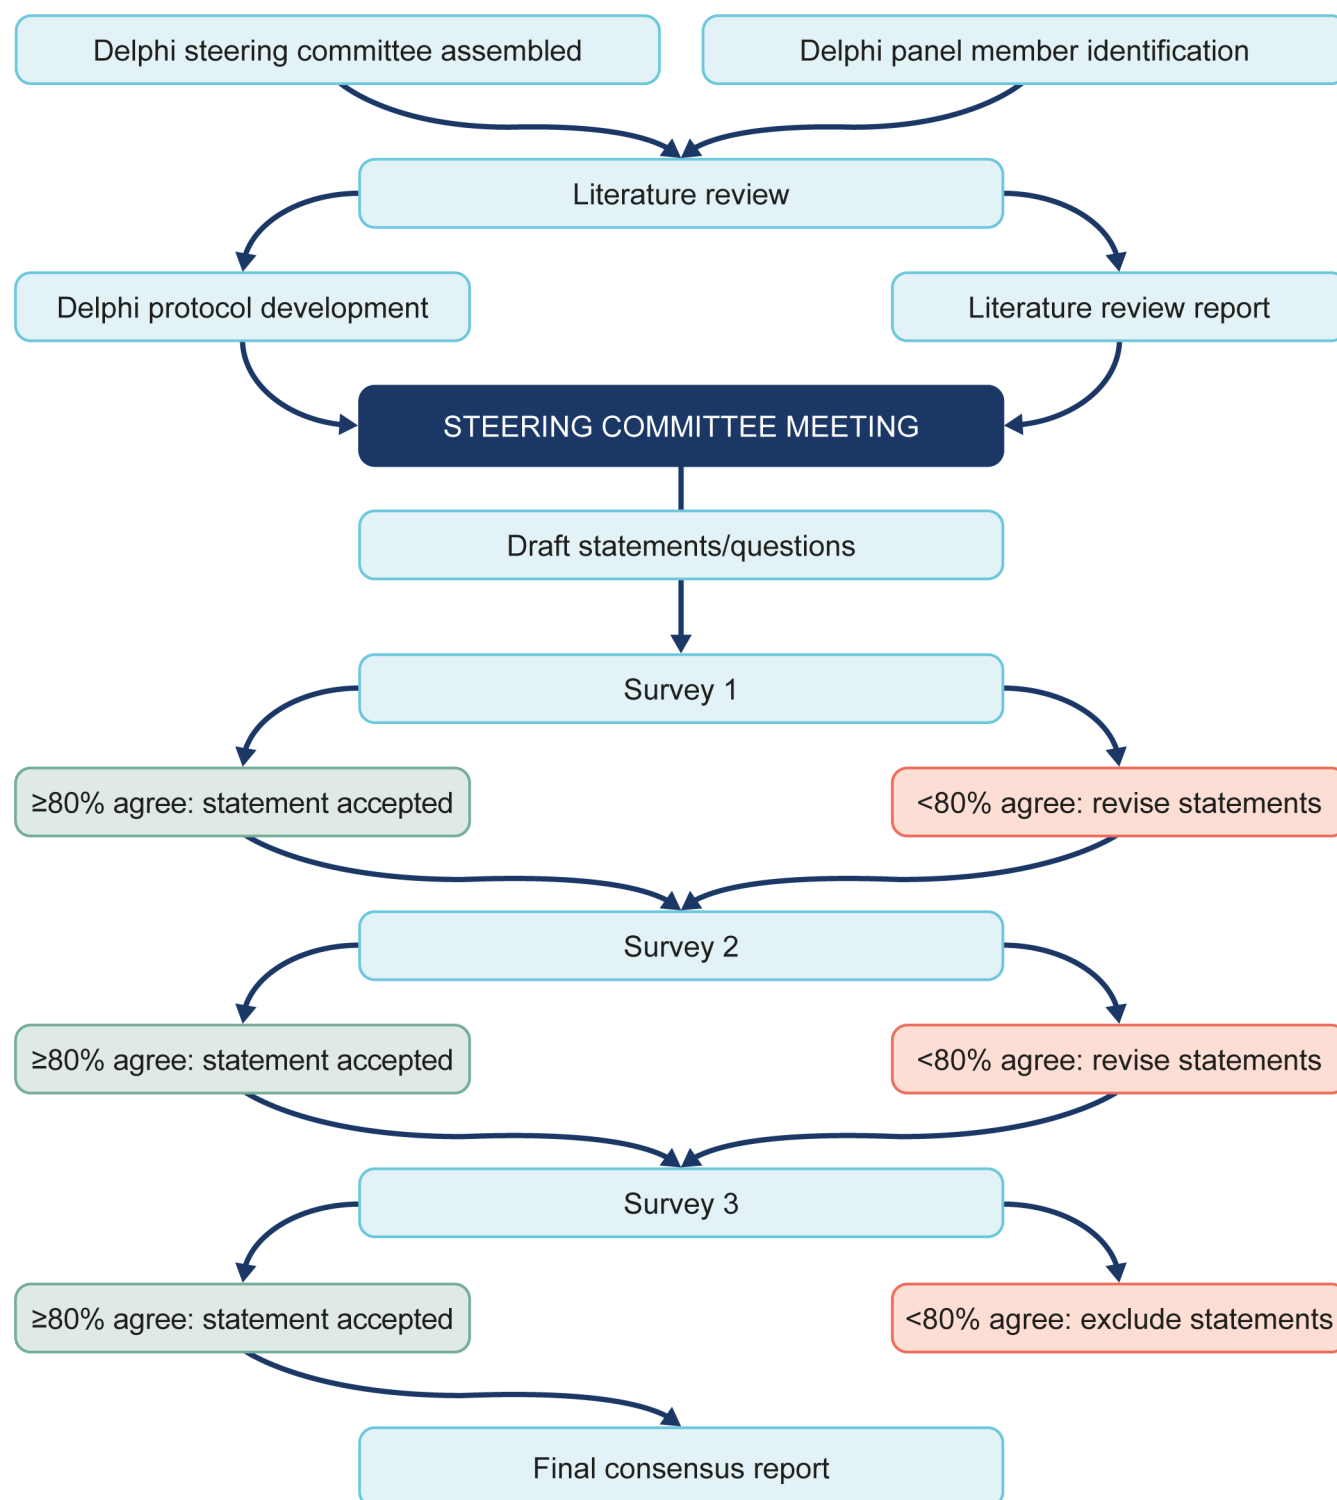 Delphi steering committee assembled
Delphi panel member identification
Literature review
Delphi protocol development
Literature review report
STEERING COMMITTEE MEETING
Draft statements/questions
Survey 1
≥80% agree: statement accepted
<80% agree: revise statements
Survey 2
≥80% agree: statement accepted
<80% agree: revise statements
Survey 3
≥80% agree: statement accepted
<80% agree: exclude statements
Final consensus report